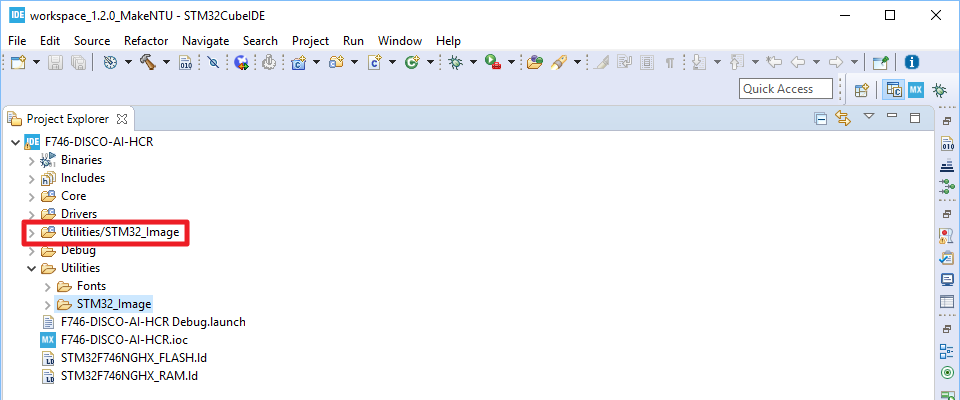 IDE workspace_1.2.0_MakeNTU - STM32CubeIDE
File Edit Source Refactor Navigate Search Project Run Window Help
010
Quick Access
MX
Project Explorer
IDE F746-DISCO-AI-HCR
Binaries
Includes
Core
Drivers
Utilities/STM32_Image
Debug
Utilities
Fonts
STM32_Image
F746-DISCO-AI-HCR Debug.launch
MX F746-DISCO-AI-HCR.ioc
STM32F746NGHX_FLASH.ld
STM32F746NGHX_RAM.ld
010